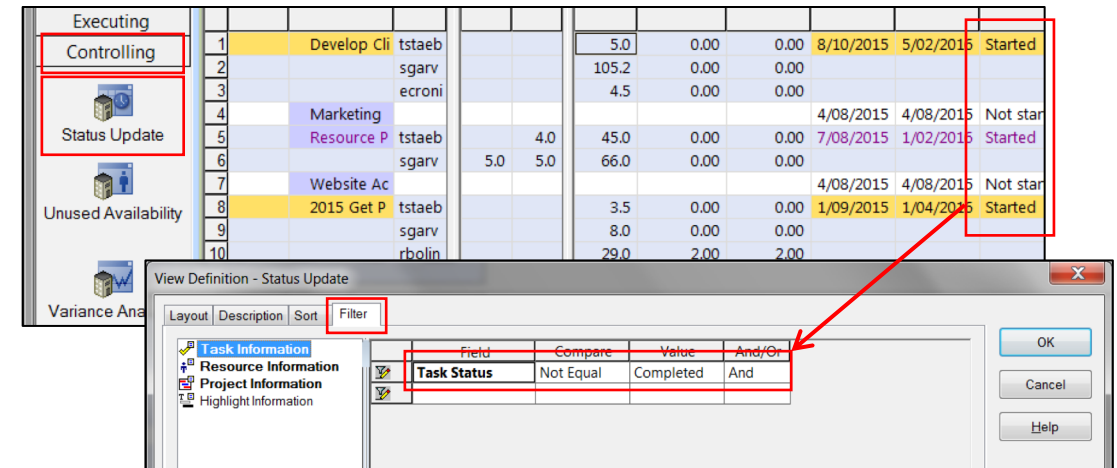 Executing
Controlling
Status Update
Unused Availability
Variance Ana
1 Develop Cli tstaeb 5.0 0.00 0.00 8/10/2015 5/02/2016 Started
2 sgarv 105.2 0.00 0.00
3 ecroni 4.5 0.00 0.00
4 Marketing 4/08/2015 4/08/2015 Not star
5 Resource P tstaeb 4.0 45.0 0.00 0.00 7/08/2015 1/02/2016 Started
6 sgarv 5.0 5.0 66.0 0.00 0.00
7 Website Ac 4/08/2015 4/08/2015 Not star
8 2015 Get P tstaeb 3.5 0.00 0.00 1/09/2015 1/04/2016 Started
9 sgarv 8.0 0.00 0.00
10 rbolin 29.0 2.00 2.00
View Definition - Status Update
X
Layout Description Sort Filter
Task Information
Resource Information
Project Information
Highlight Information
Field Compare Value And/Or
Task Status Not Equal Completed And
OK
Cancel
Help